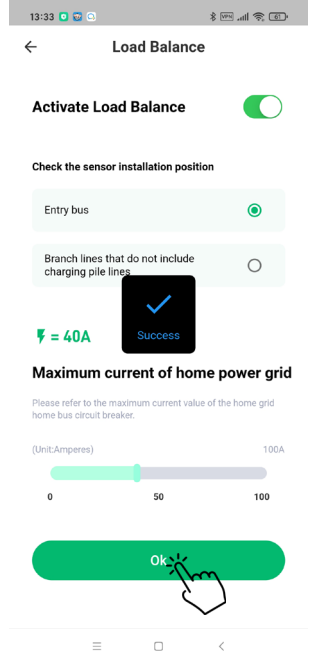 13:33
VPN
61
Load Balance
Activate Load Balance
Check the sensor installation position
Entry bus
Branch lines that do not include
charging pile lines
= 40A
Success
Maximum current of home power grid
Please refer to the maximum current value of the home grid
home bus circuit breaker.
(Unit:Amperes)
100A
0
50
100
Ok